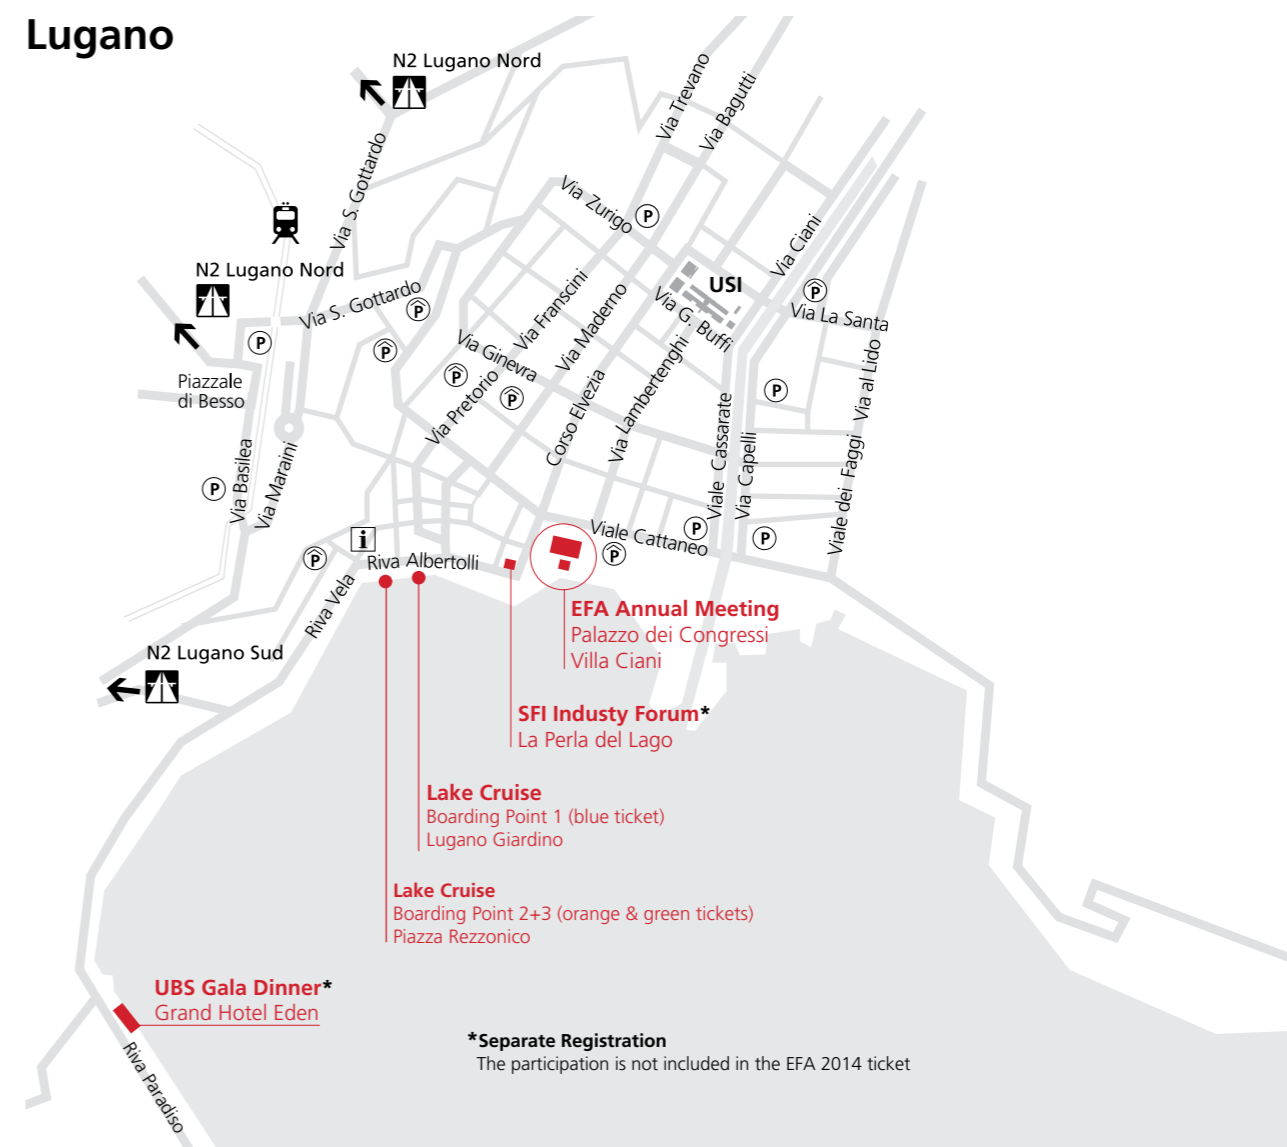 Lugano
N2 Lugano Nord
Via Trevano
Via Bagutti
Via S. Gottardo
Via Zurigo
P
Via Ciani
N2 Lugano Nord
USI
Via S. Gottardo
P
P
Via Franscini
Via Maderno
Via G. Buffi
Via La Santa
P
P
Via Ginevra
Via Lambertenghi
Via al Lido
Piazzale
di Besso
P
P
Via Pretorio
Corso Elvezia
P
Viale Cassarate
Via Capelli
Viale dei Faggi
P
Via Basilea
Via Maraini
i
P
Riva Albertolli
Viale Cattaneo
P
P
P
Riva Vela
EFA Annual Meeting
Palazzo dei Congressi
Villa Ciani
N2 Lugano Sud
SFI Industy Forum*
La Perla del Lago
Lake Cruise
Boarding Point 1 (blue ticket)
Lugano Giardino
Lake Cruise
Boarding Point 2+3 (orange & green tickets)
Piazza Rezzonico
UBS Gala Dinner*
Grand Hotel Eden
Riva Paradiso
*Separate Registration
The participation is not included in the EFA 2014 ticket